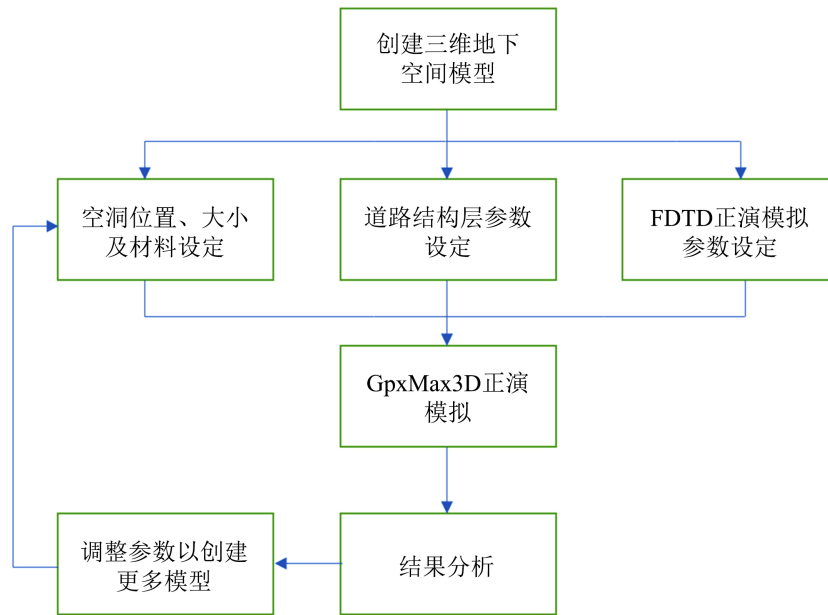 创建三维地下
空间模型
空洞位置、大小
及材料设定
道路结构层参数
设定
FDTD正演模拟
参数设定
GpxMax3D正演
模拟
调整参数以创建
更多模型
结果分析